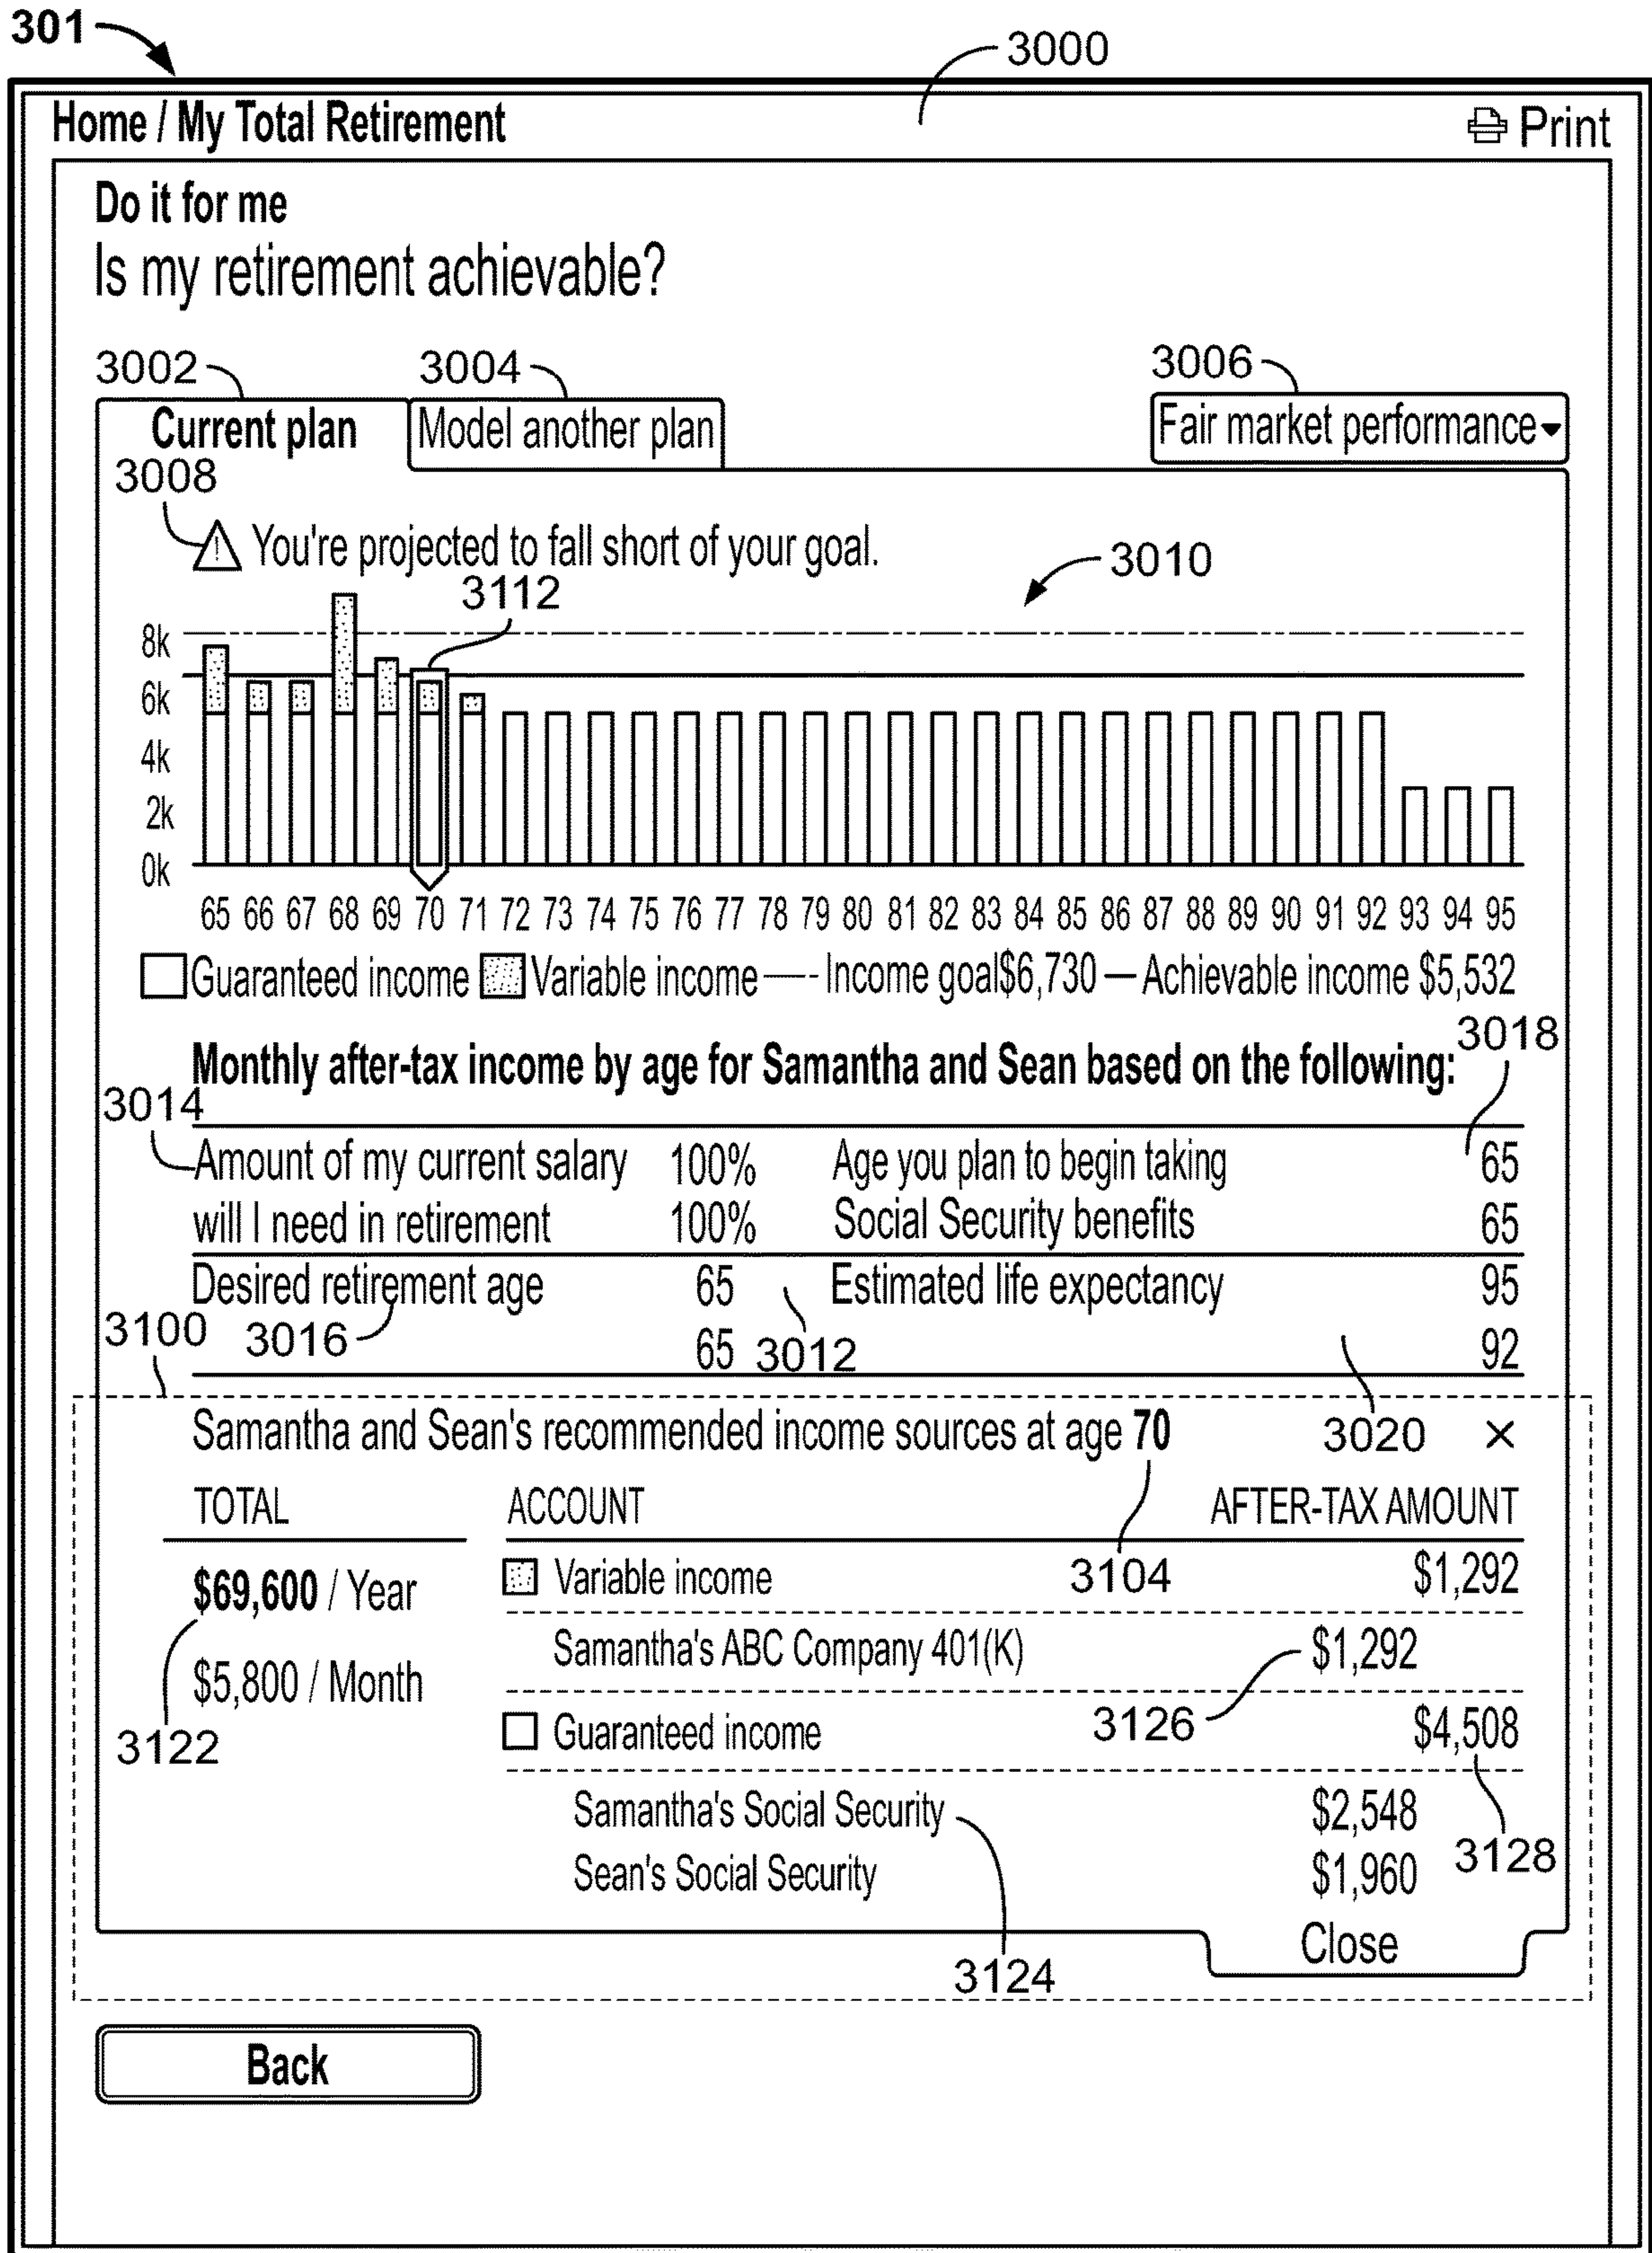 301
3000
Home / My Total Retirement
Print
Do it for me
Is my retirement achievable?
3002
3004
3006
Current plan
Model another plan
Fair market performance
3008
You're projected to fall short of your goal.
3010
3112
8k
6k
4k
2k
0k
65 66 67 68 69 70 71 72 73 74 75 76 77 78 79 80 81 82 83 84 85 86 87 88 89 90 91 92 93 94 95
Guaranteed income Variable income Income goal$6,730 Achievable income $5,532
3018
Monthly after-tax income by age for Samantha and Sean based on the following:
3014
Amount of my current salary 100% Age you plan to begin taking 65
will I need in retirement 100% Social Security benefits 65
Desired retirement age 65 Estimated life expectancy 95
3100 3016 65 3012 92
Samantha and Sean's recommended income sources at age 70 3020 ×
TOTAL ACCOUNT AFTER-TAX AMOUNT
$69,600 / Year Variable income 3104 $1,292
Samantha's ABC Company 401(K) $1,292
$5,800 / Month
3122 Guaranteed income 3126 $4,508
Samantha's Social Security $2,548
3128
Sean's Social Security $1,960
Close
3124
Back